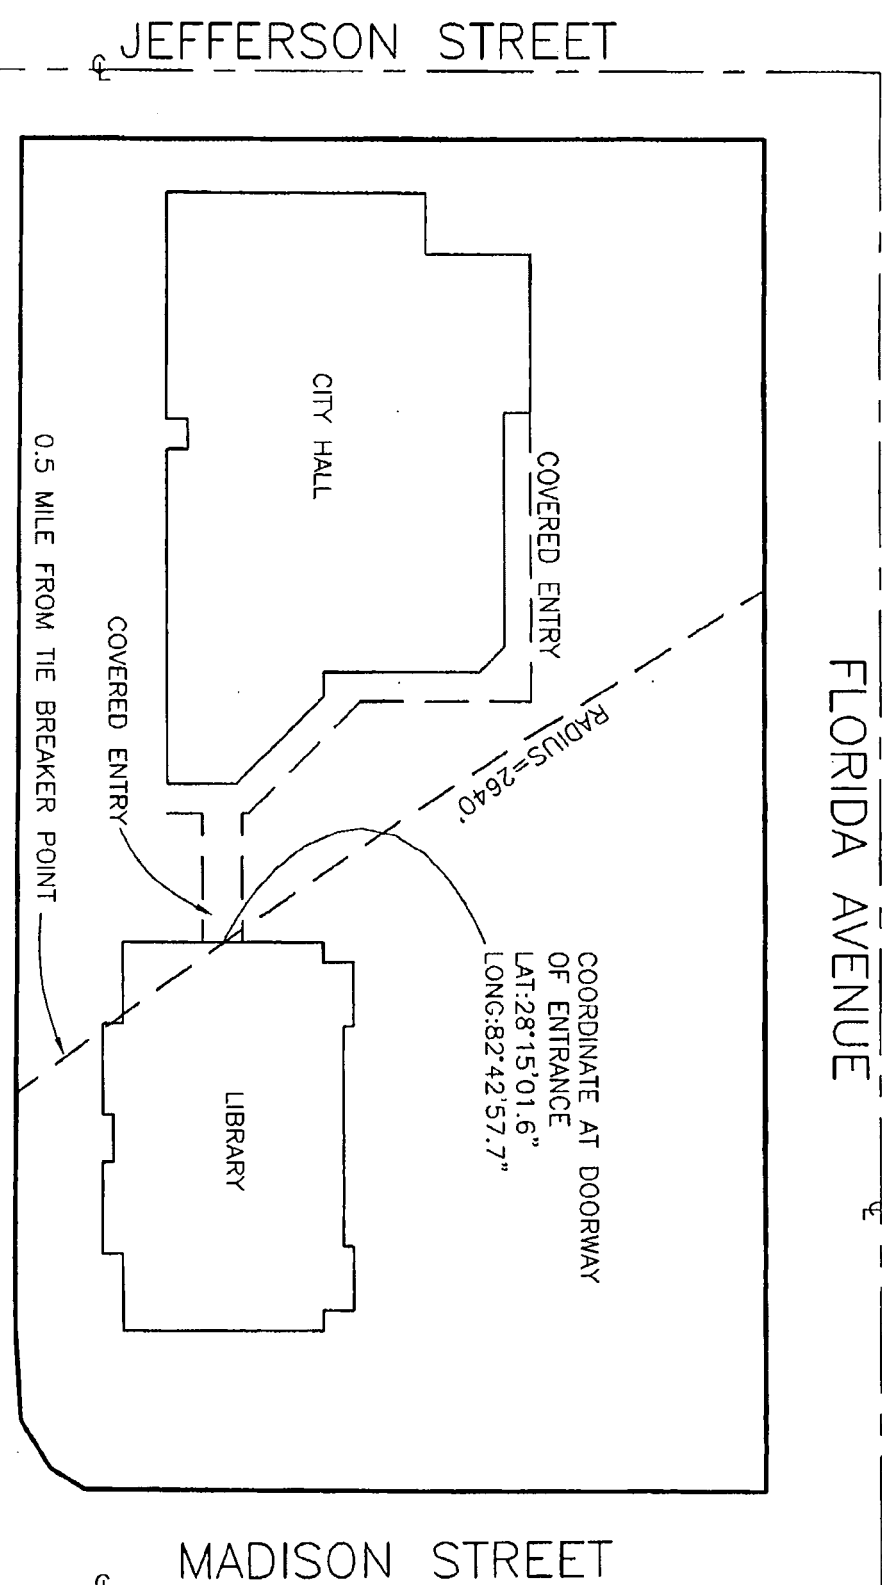 JEFFERSON STREET
℄
FLORIDA AVENUE
℄
CITY HALL
COVERED ENTRY
RADIUS=2640'
0.5 MILE FROM TIE BREAKER POINT
COVERED ENTRY
COORDINATE AT DOORWAY
OF ENTRANCE
LAT:28°15'01.6"
LONG:82°42'57.7"
LIBRARY
MADISON STREET
℄